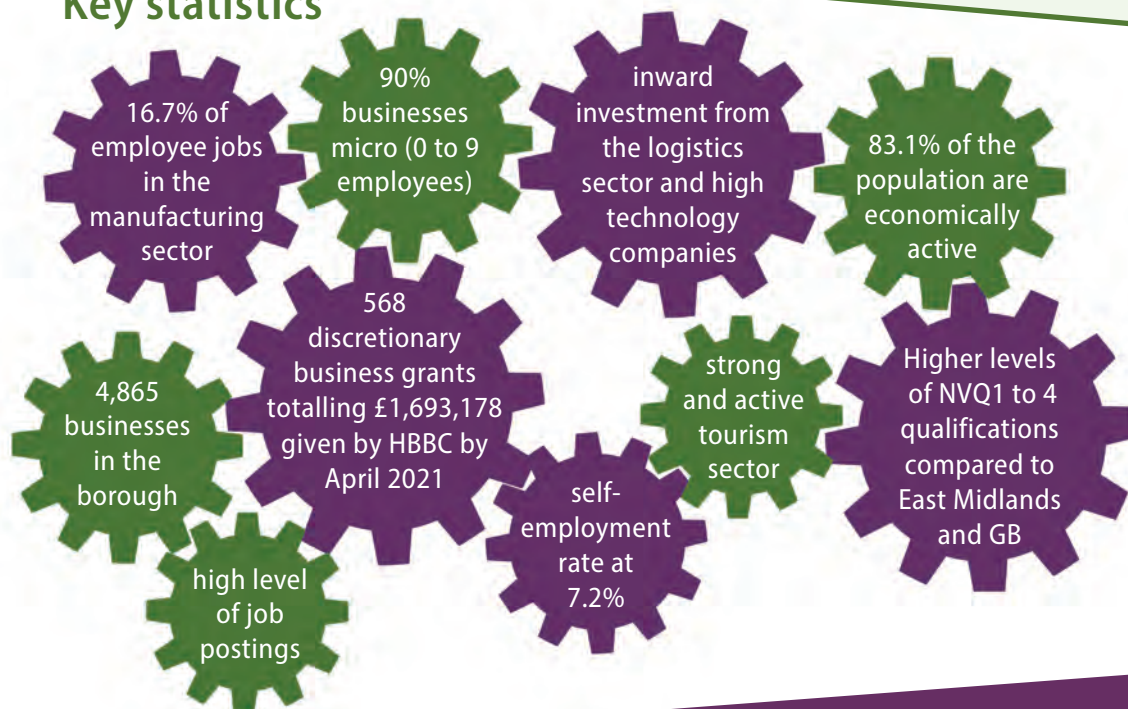 Key statistics
16.7% of
employee jobs
in the
manufacturing
sector
90%
businesses
micro (0 to 9
employees)
inward
investment from
the logistics
sector and high
technology
companies
83.1% of the
population are
economically
active
4,865
businesses
in the
borough
568
discretionary
business grants
totalling £1,693,178
given by HBBC by
April 2021
strong
and active
tourism
sector
Higher levels
of NVQ1 to 4
qualifications
compared to
East Midlands
and GB
high level
of job
postings
self-
employment
rate at
7.2%